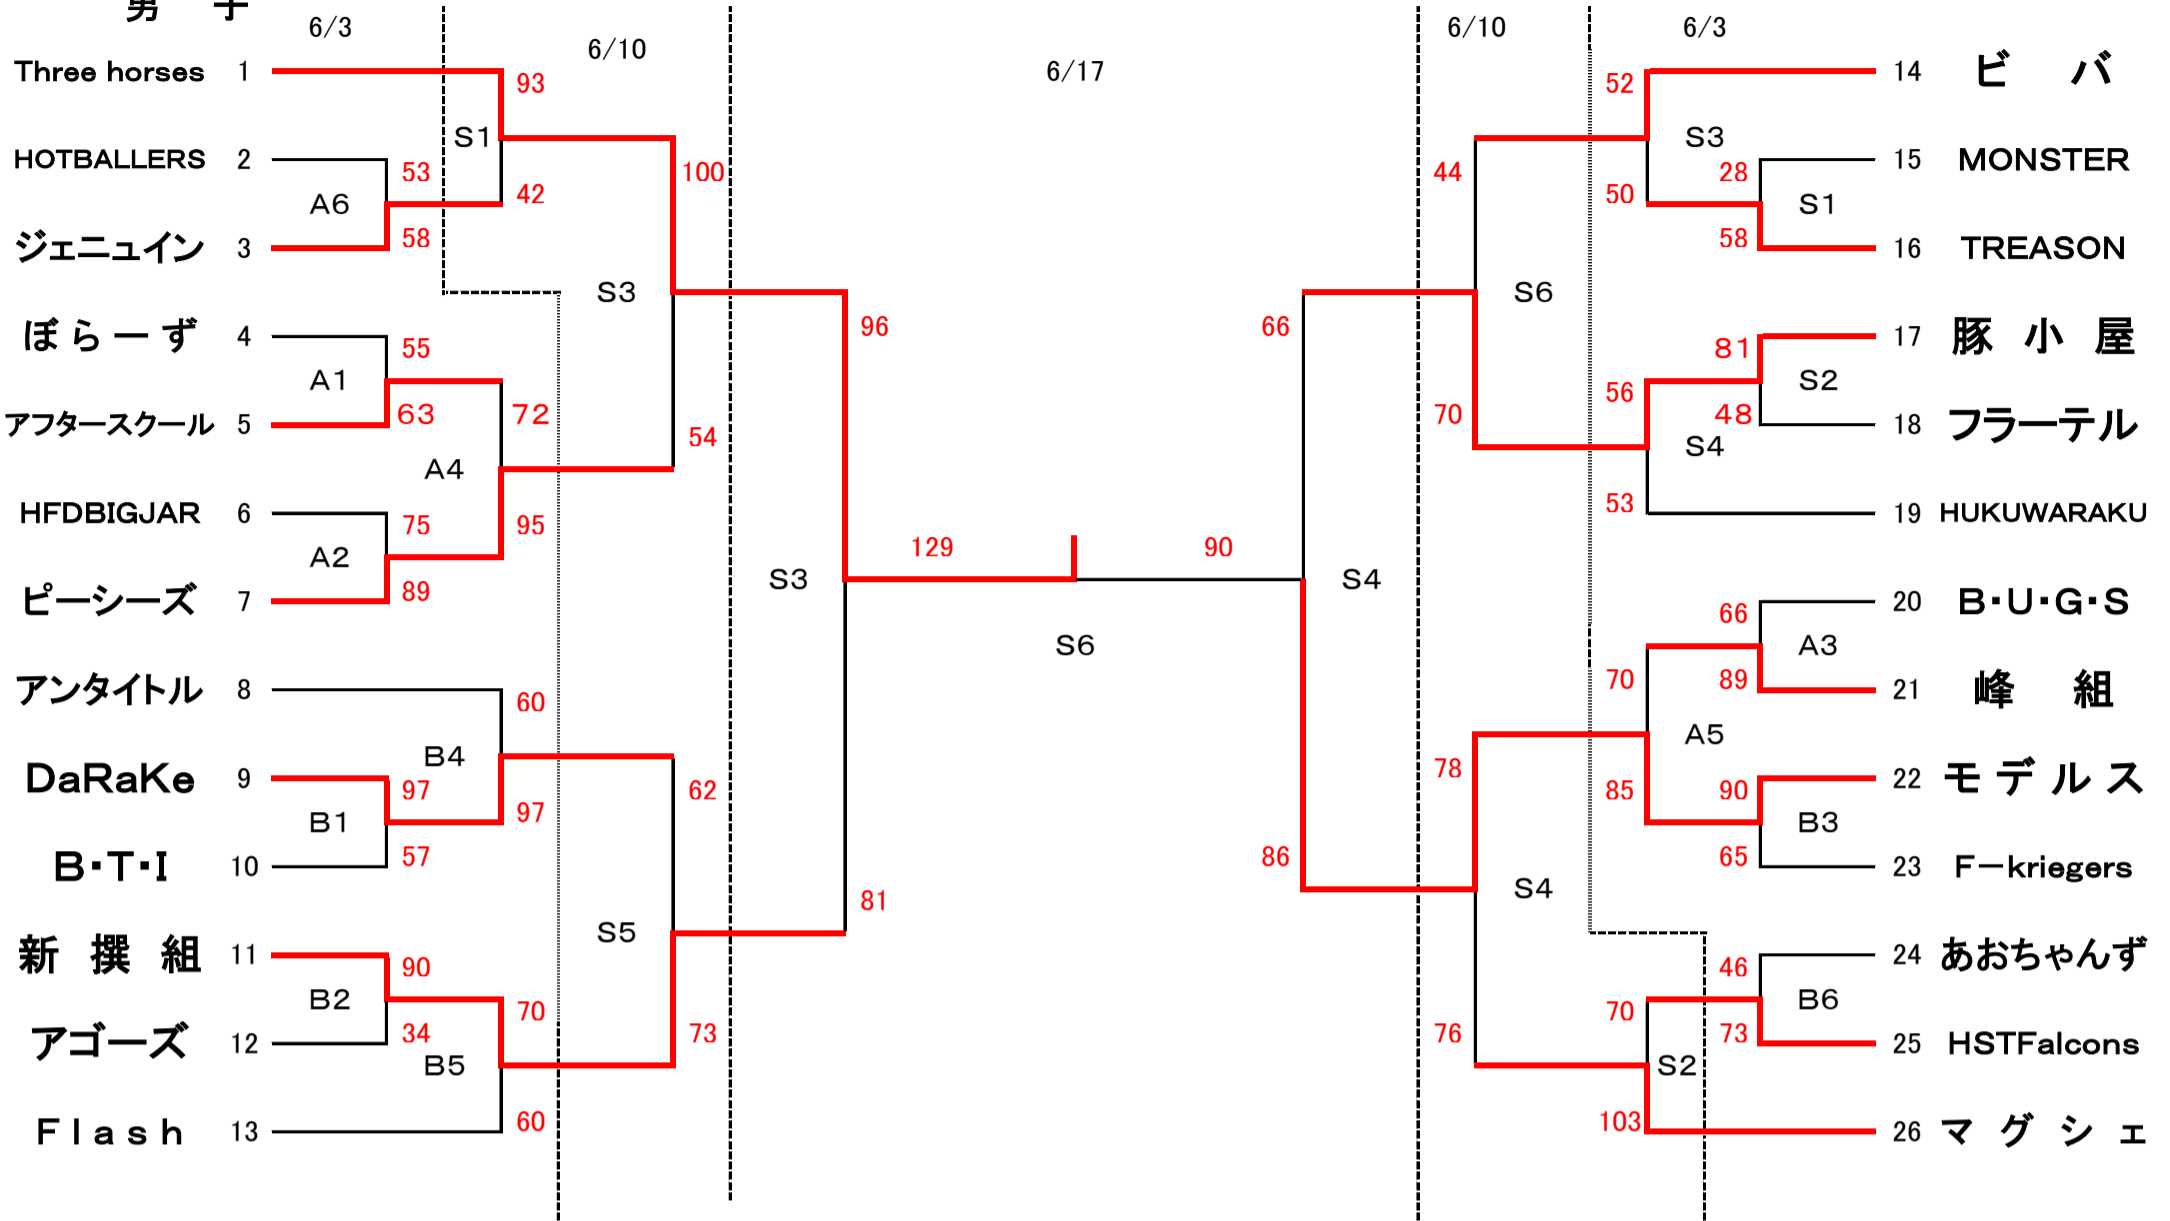 男 子
6/3 6/10 6/17 6/10 6/3
Three horses 1 93 52 14 ビ バ
S1 S3
HOTBALLERS 2 53 100 44 28 15 MONSTER
A6 42 50 S1
ジェニュイン 3 58 58 16 TREASON
S3 S6
ぼらーず 4 55 96 66 81 17 豚 小 屋
A1 56 S2
アフタースクール 5 63 72 54 70 48 18 フラーテル
A4 S4
HFDBIGJAR 6 75 95 53 19 HUKUWARAKU
A2 129 90
ピーシーズ 7 89 S3 S4 66 20 B・U・G・S
S6 A3
アンタイトル 8 60 70 89 21 峰 組
B4 A5
DaRaKe 9 97 62 78 85 90 22 モデルス
B1 97 B3
B・T・I 10 57 81 86 65 23 F－kriegers
S5 S4
新 撰 組 11 90 46 24 あおちゃんず
B2 70 70 B6
アゴーズ 12 34 73 76 73 25 HSTFalcons
B5 S2
Flash 13 60 103 26 マグシェ